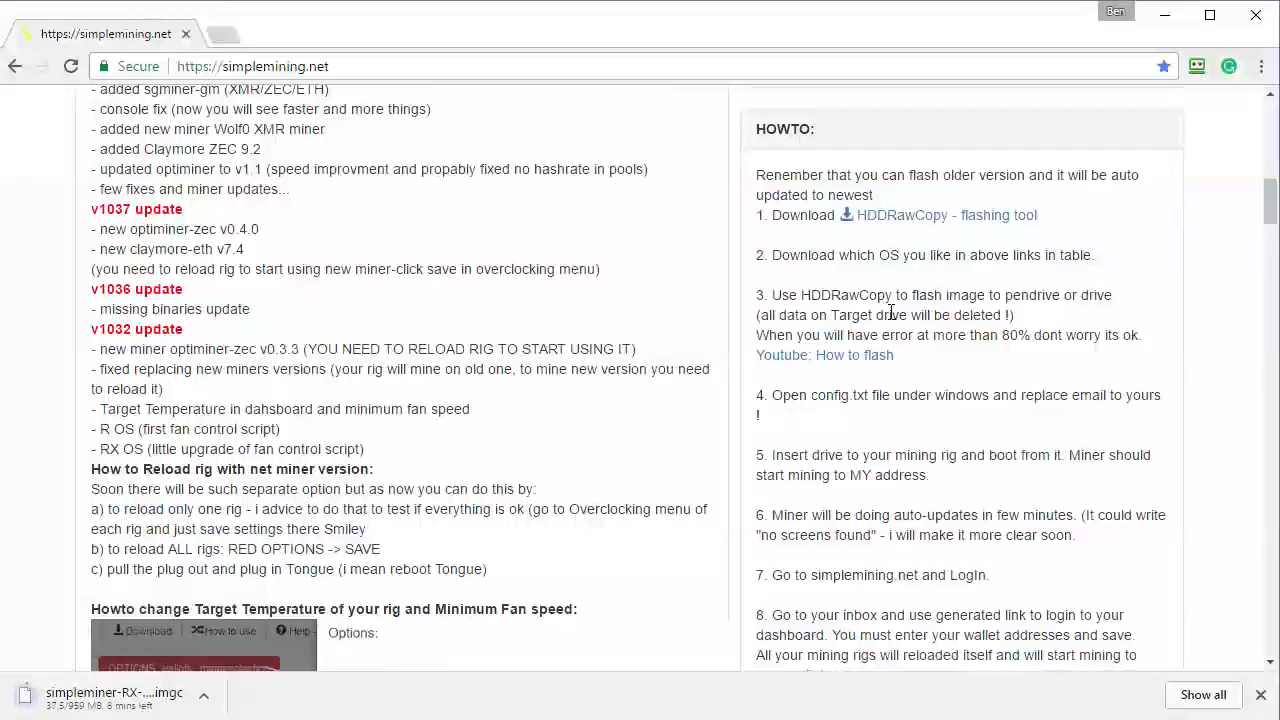 Ben
https://simplemining.net
Secure
https://simplemining.net
- added sgminer-gm (XMR/ZEC/ETH)
- console fix (now you will see faster and more things)
- added new miner Wolf0 XMR miner
- added Claymore ZEC 9.2
- updated optiminer to v1.1 (speed improvment and propably fixed no hashrate in pools)
- few fixes and miner updates...
v1037 update
- new optiminer-zec v0.4.0
- new claymore-eth v7.4
(you need to reload rig to start using new miner-click save in overclocking menu)
v1036 update
- missing binaries update
v1032 update
- new miner optiminer-zec v0.3.3 (YOU NEED TO RELOAD RIG TO START USING IT)
- fixed replacing new miners versions (your rig will mine on old one, to mine new version you need
to reload it)
- Target Temperature in dahsboard and minimum fan speed
- R OS (first fan control script)
- RX OS (little upgrade of fan control script)
How to Reload rig with net miner version:
Soon there will be such separate option but as now you can do this by:
a) to reload only one rig - i advice to do that to test if everything is ok (go to Overclocking menu of
each rig and just save settings there Smiley
b) to reload ALL rigs: RED OPTIONS -> SAVE
c) pull the plug out and plug in Tongue (i mean reboot Tongue)
Howto change Target Temperature of your rig and Minimum Fan speed:
Download
How to use
Help
Options:
HOWTO:
Remember that you can flash older version and it will be auto
updated to newest
1. Download HDDRawCopy - flashing tool
2. Download which OS you like in above links in table.
3. Use HDDRawCopy to flash image to pendrive or drive
(all data on Target drive will be deleted !)
When you will have error at more than 80% dont worry its ok.
Youtube: How to flash
4. Open config.txt file under windows and replace email to yours
!
5. Insert drive to your mining rig and boot from it. Miner should
start mining to MY address.
6. Miner will be doing auto-updates in few minutes. (It could write
"no screens found" - i will make it more clear soon.
7. Go to simplemining.net and LogIn.
8. Go to your inbox and use generated link to login to your
dashboard. You must enter your wallet addresses and save.
All your mining rigs will reloaded itself and will start mining to
simpleminer-RX-....imgc
37.5/959 MB, 8 mins left
Show all